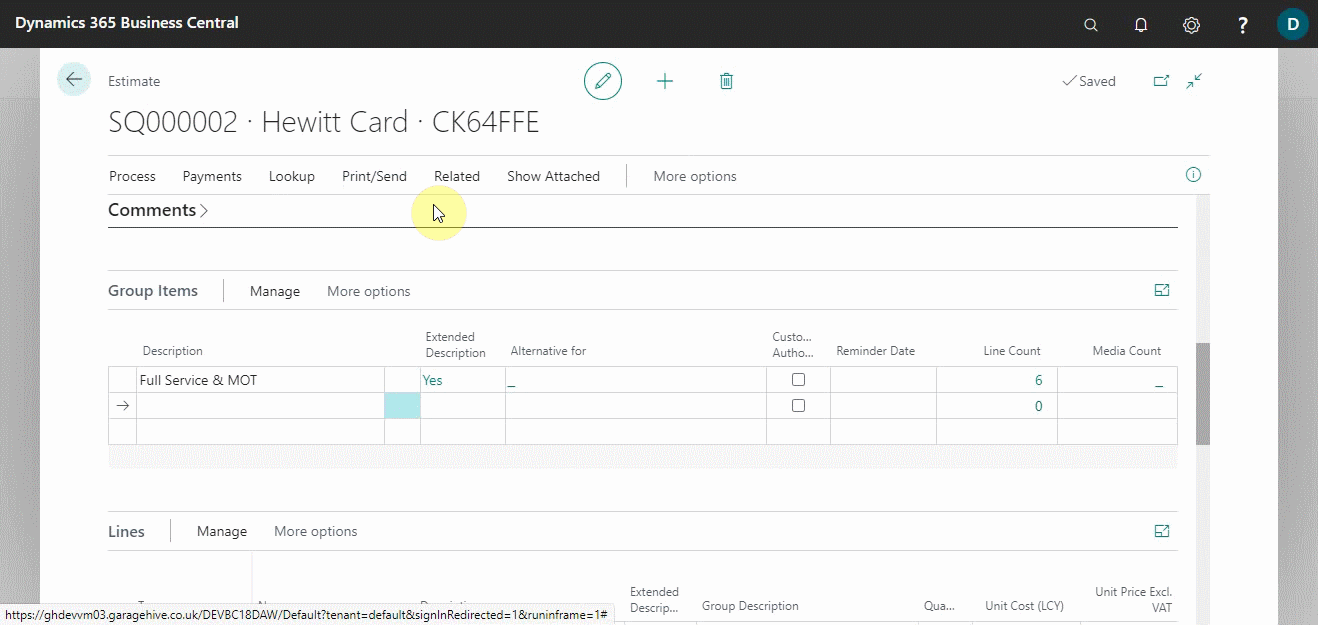 Dynamics 365 Business Central
?
D
Estimate
Saved
SQ000002 · Hewitt Card · CK64FFE
Process Payments Lookup Print/Send Related Show Attached More options
Comments
Group Items Manage More options
Description Extended Description Alternative for Custo... Autho... Reminder Date Line Count Media Count
Full Service & MOT Yes _ 6 _
0
Lines Manage More options
Extended Descrip... Group Description Qua... Unit Cost (LCY) Unit Price Excl. VAT
https://ghdevvm03.garagehive.co.uk/DEVBC18DAW/Default?tenant=default&signInRedirected=1&runinframe=1#